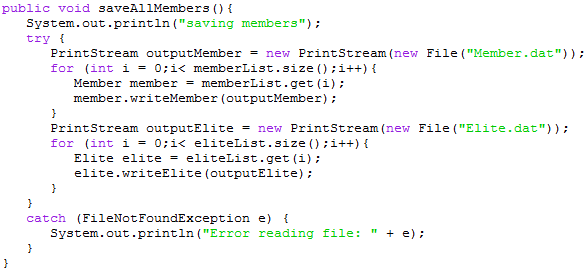 public void saveAllMembers(){
System.out.println("saving members");
try {
PrintStream outputMember = new PrintStream(new File("Member.dat"));
for (int i = 0;i< memberList.size();i++){
Member member = memberList.get(i);
member.writeMember(outputMember);
}
PrintStream outputElite = new PrintStream(new File("Elite.dat"));
for (int i = 0;i< eliteList.size();i++){
Elite elite = eliteList.get(i);
elite.writeElite(outputElite);
}
}
catch (FileNotFoundException e) {
System.out.println("Error reading file: " + e);
}
}